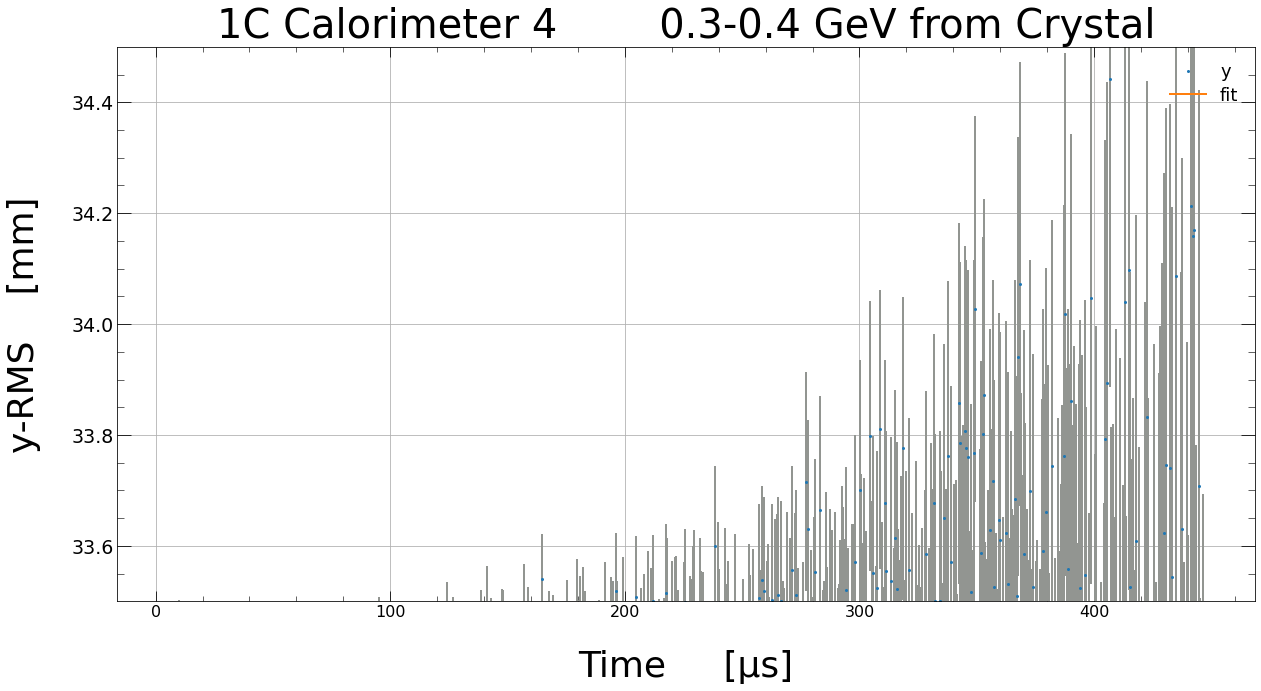 1C Calorimeter 4 0.3-0.4 GeV from Crystal
y
fit
34.4
34.2
34.0
33.8
33.6
y-RMS [mm]
0 100 200 300 400
Time [µs]